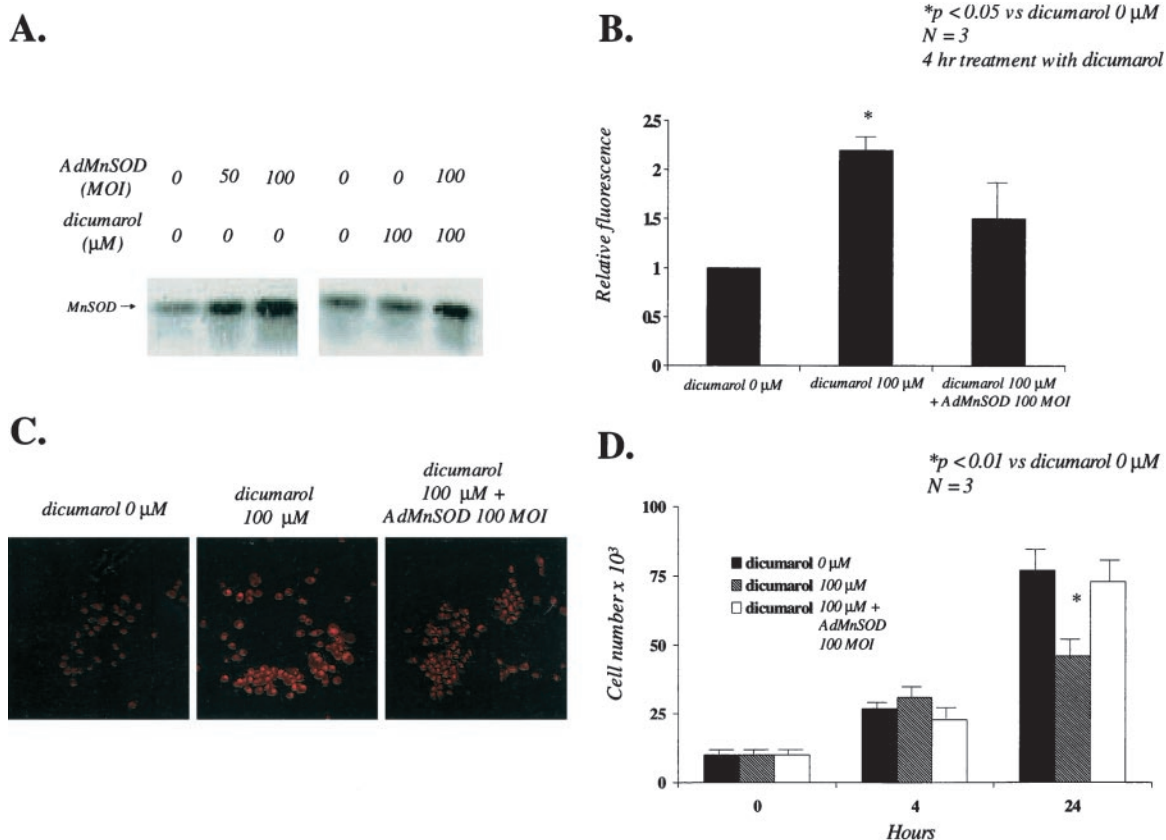 A.
AdMnSOD
(MOI) 0 50 100 0 0 100
dicumarol
(µM) 0 0 0 0 100 100
MnSOD →
B.
*p < 0.05 vs dicumarol 0 µM
N = 3
4 hr treatment with dicumarol
Relative fluorescence
2.5
2
1.5
1
0.5
0
*
dicumarol 0 µM
dicumarol 100 µM
dicumarol 100 µM
+ AdMnSOD 100 MOI
C.
dicumarol 0 µM
dicumarol
100 µM
dicumarol
100 µM +
AdMnSOD 100 MOI
D.
*p < 0.01 vs dicumarol 0 µM
N = 3
Cell number x 10³
100
75
50
25
0
dicumarol 0 µM
dicumarol 100 µM
dicumarol 100 µM +
AdMnSOD
100 MOI
*
0 4 24
Hours